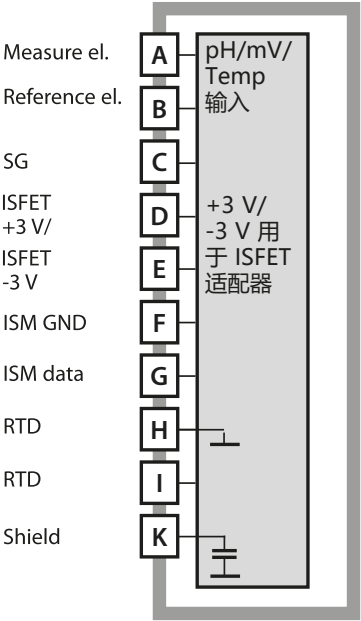 Measure el.
A
pH/mV/
Temp
输入
Reference el.
B
SG
C
ISFET
+3 V/
D
+3 V/
-3 V 用
于 ISFET
适配器
ISFET
-3 V
E
ISM GND
F
ISM data
G
RTD
H
RTD
I
Shield
K